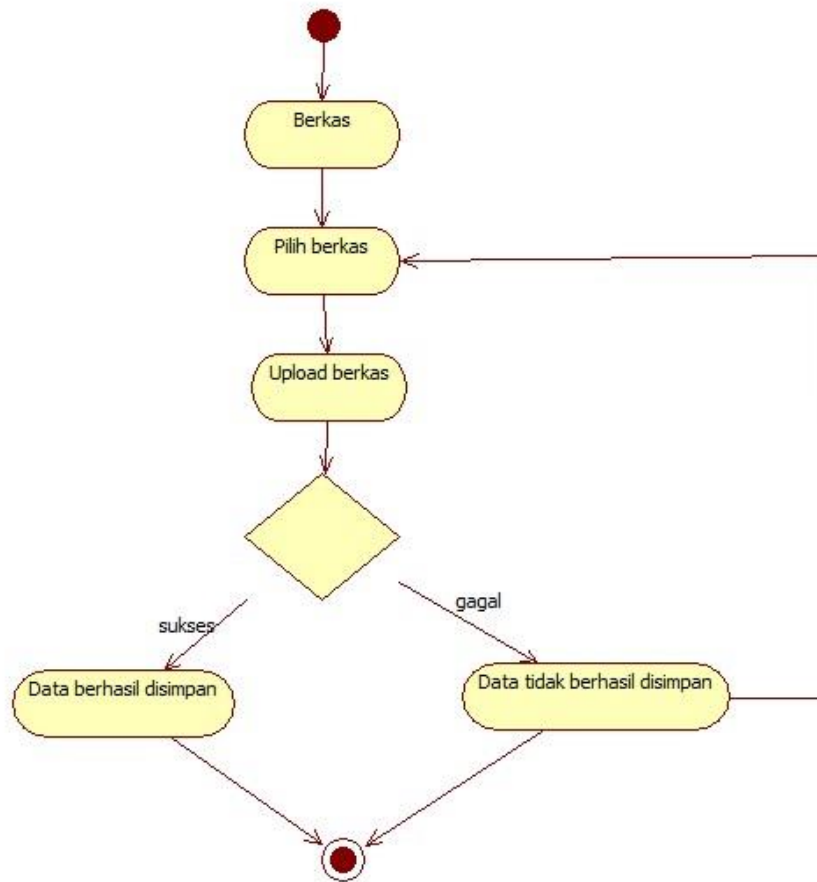 Berkas
Pilih berkas
Upload berkas
sukses
gagal
Data berhasil disimpan
Data tidak berhasil disimpan